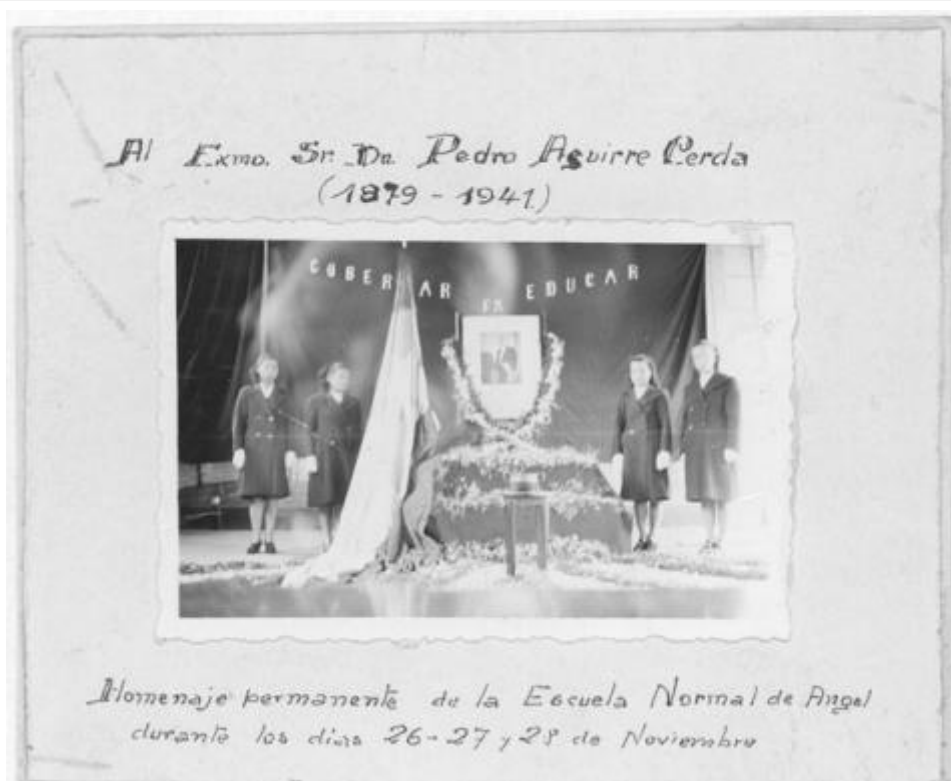 Al Exmo. Sr. Dn. Pedro Aguirre Cerda
(1879 - 1941)
GOBERNAR ES EDUCAR
Homenaje permanente de la Escuela Normal de Angol
durante los dias 26 - 27 y 28 de Noviembre